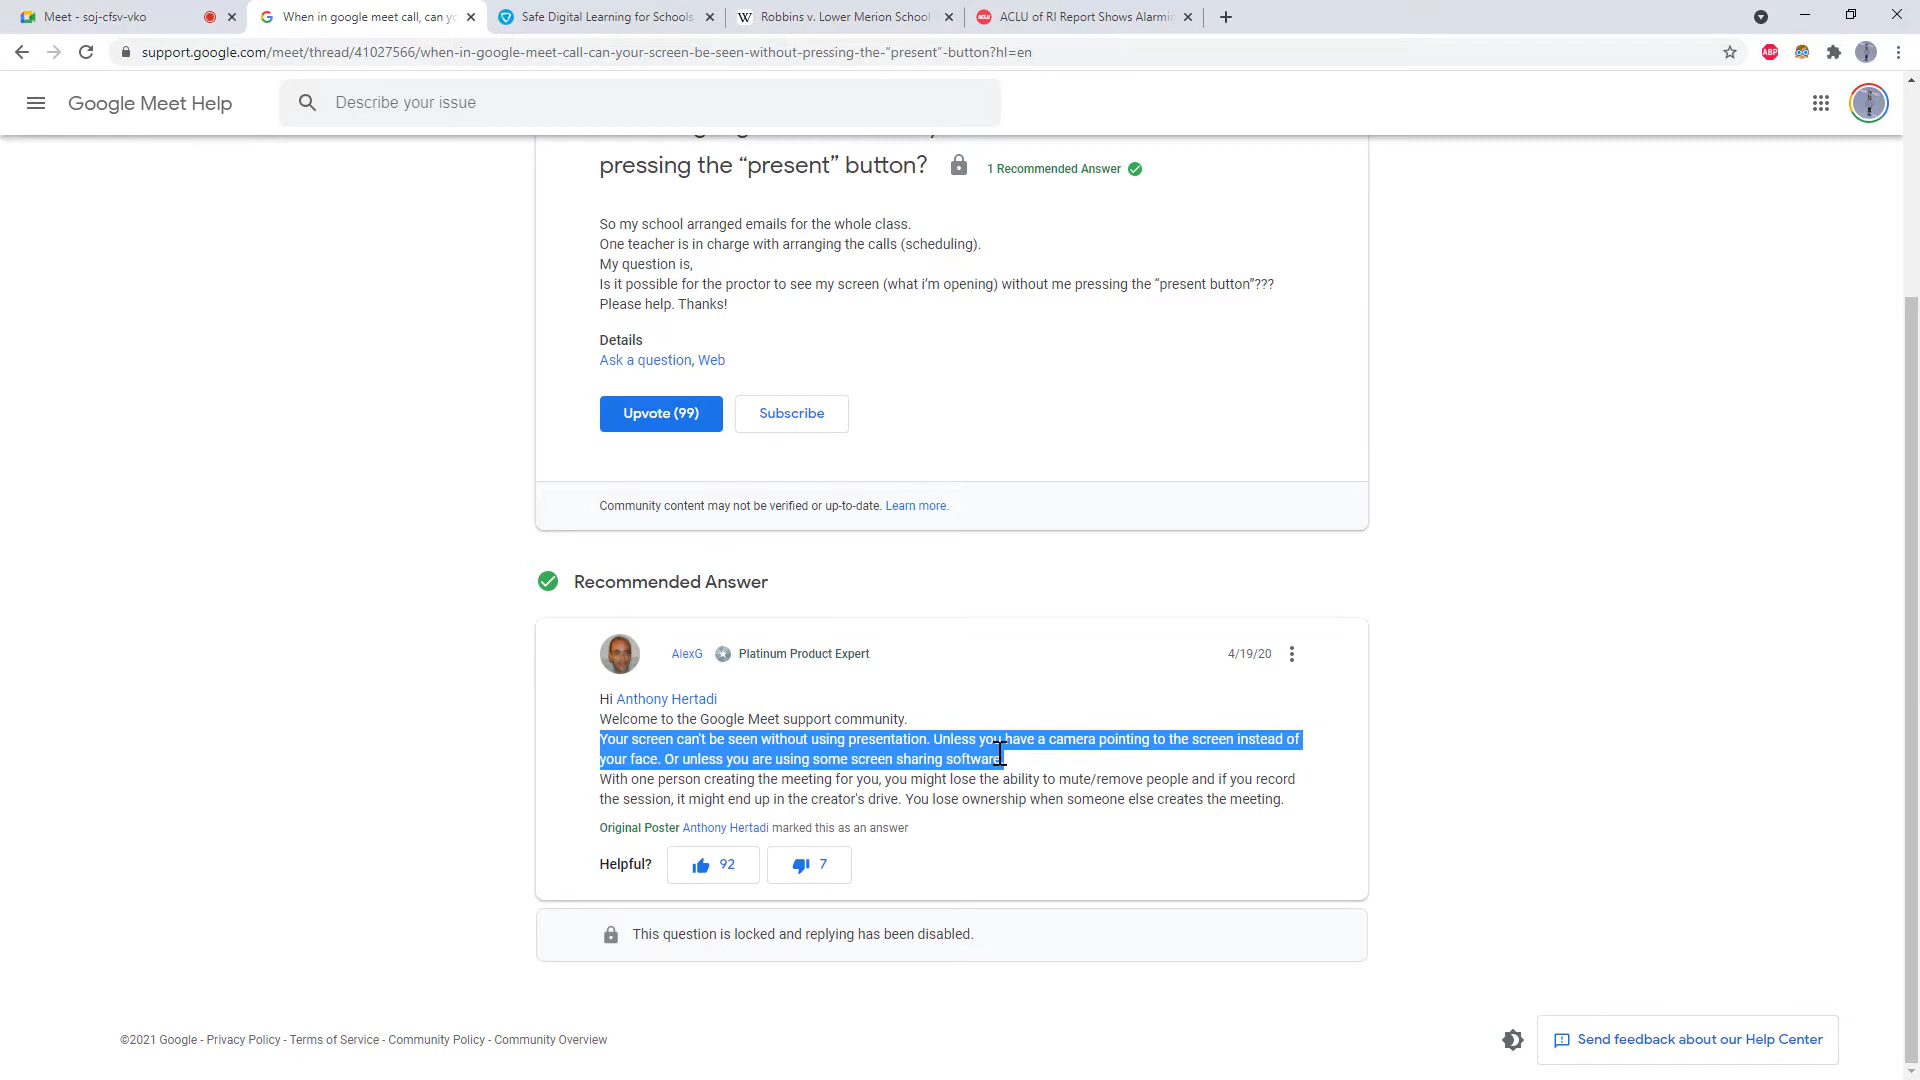 Meet - soj-cfsv-vko
When in google meet call, can yo
Safe Digital Learning for Schools
Robbins v. Lower Merion School
ACLU of RI Report Shows Alarmin
support.google.com/meet/thread/41027566/when-in-google-meet-call-can-your-screen-be-seen-without-pressing-the-“present”-button?hl=en
ABP
Google Meet Help
Describe your issue
pressing the “present” button?
1 Recommended Answer
So my school arranged emails for the whole class.
One teacher is in charge with arranging the calls (scheduling).
My question is,
Is it possible for the proctor to see my screen (what i’m opening) without me pressing the “present button”???
Please help. Thanks!
Details
Ask a question, Web
Upvote (99)
Subscribe
Community content may not be verified or up-to-date. Learn more.
Recommended Answer
AlexG
Platinum Product Expert
4/19/20
Hi Anthony Hertadi
Welcome to the Google Meet support community.
Your screen can't be seen without using presentation. Unless you have a camera pointing to the screen instead of
your face. Or unless you are using some screen sharing software.
With one person creating the meeting for you, you might lose the ability to mute/remove people and if you record
the session, it might end up in the creator's drive. You lose ownership when someone else creates the meeting.
Original Poster Anthony Hertadi marked this as an answer
Helpful?
92
7
This question is locked and replying has been disabled.
©2021 Google - Privacy Policy - Terms of Service - Community Policy - Community Overview
Send feedback about our Help Center